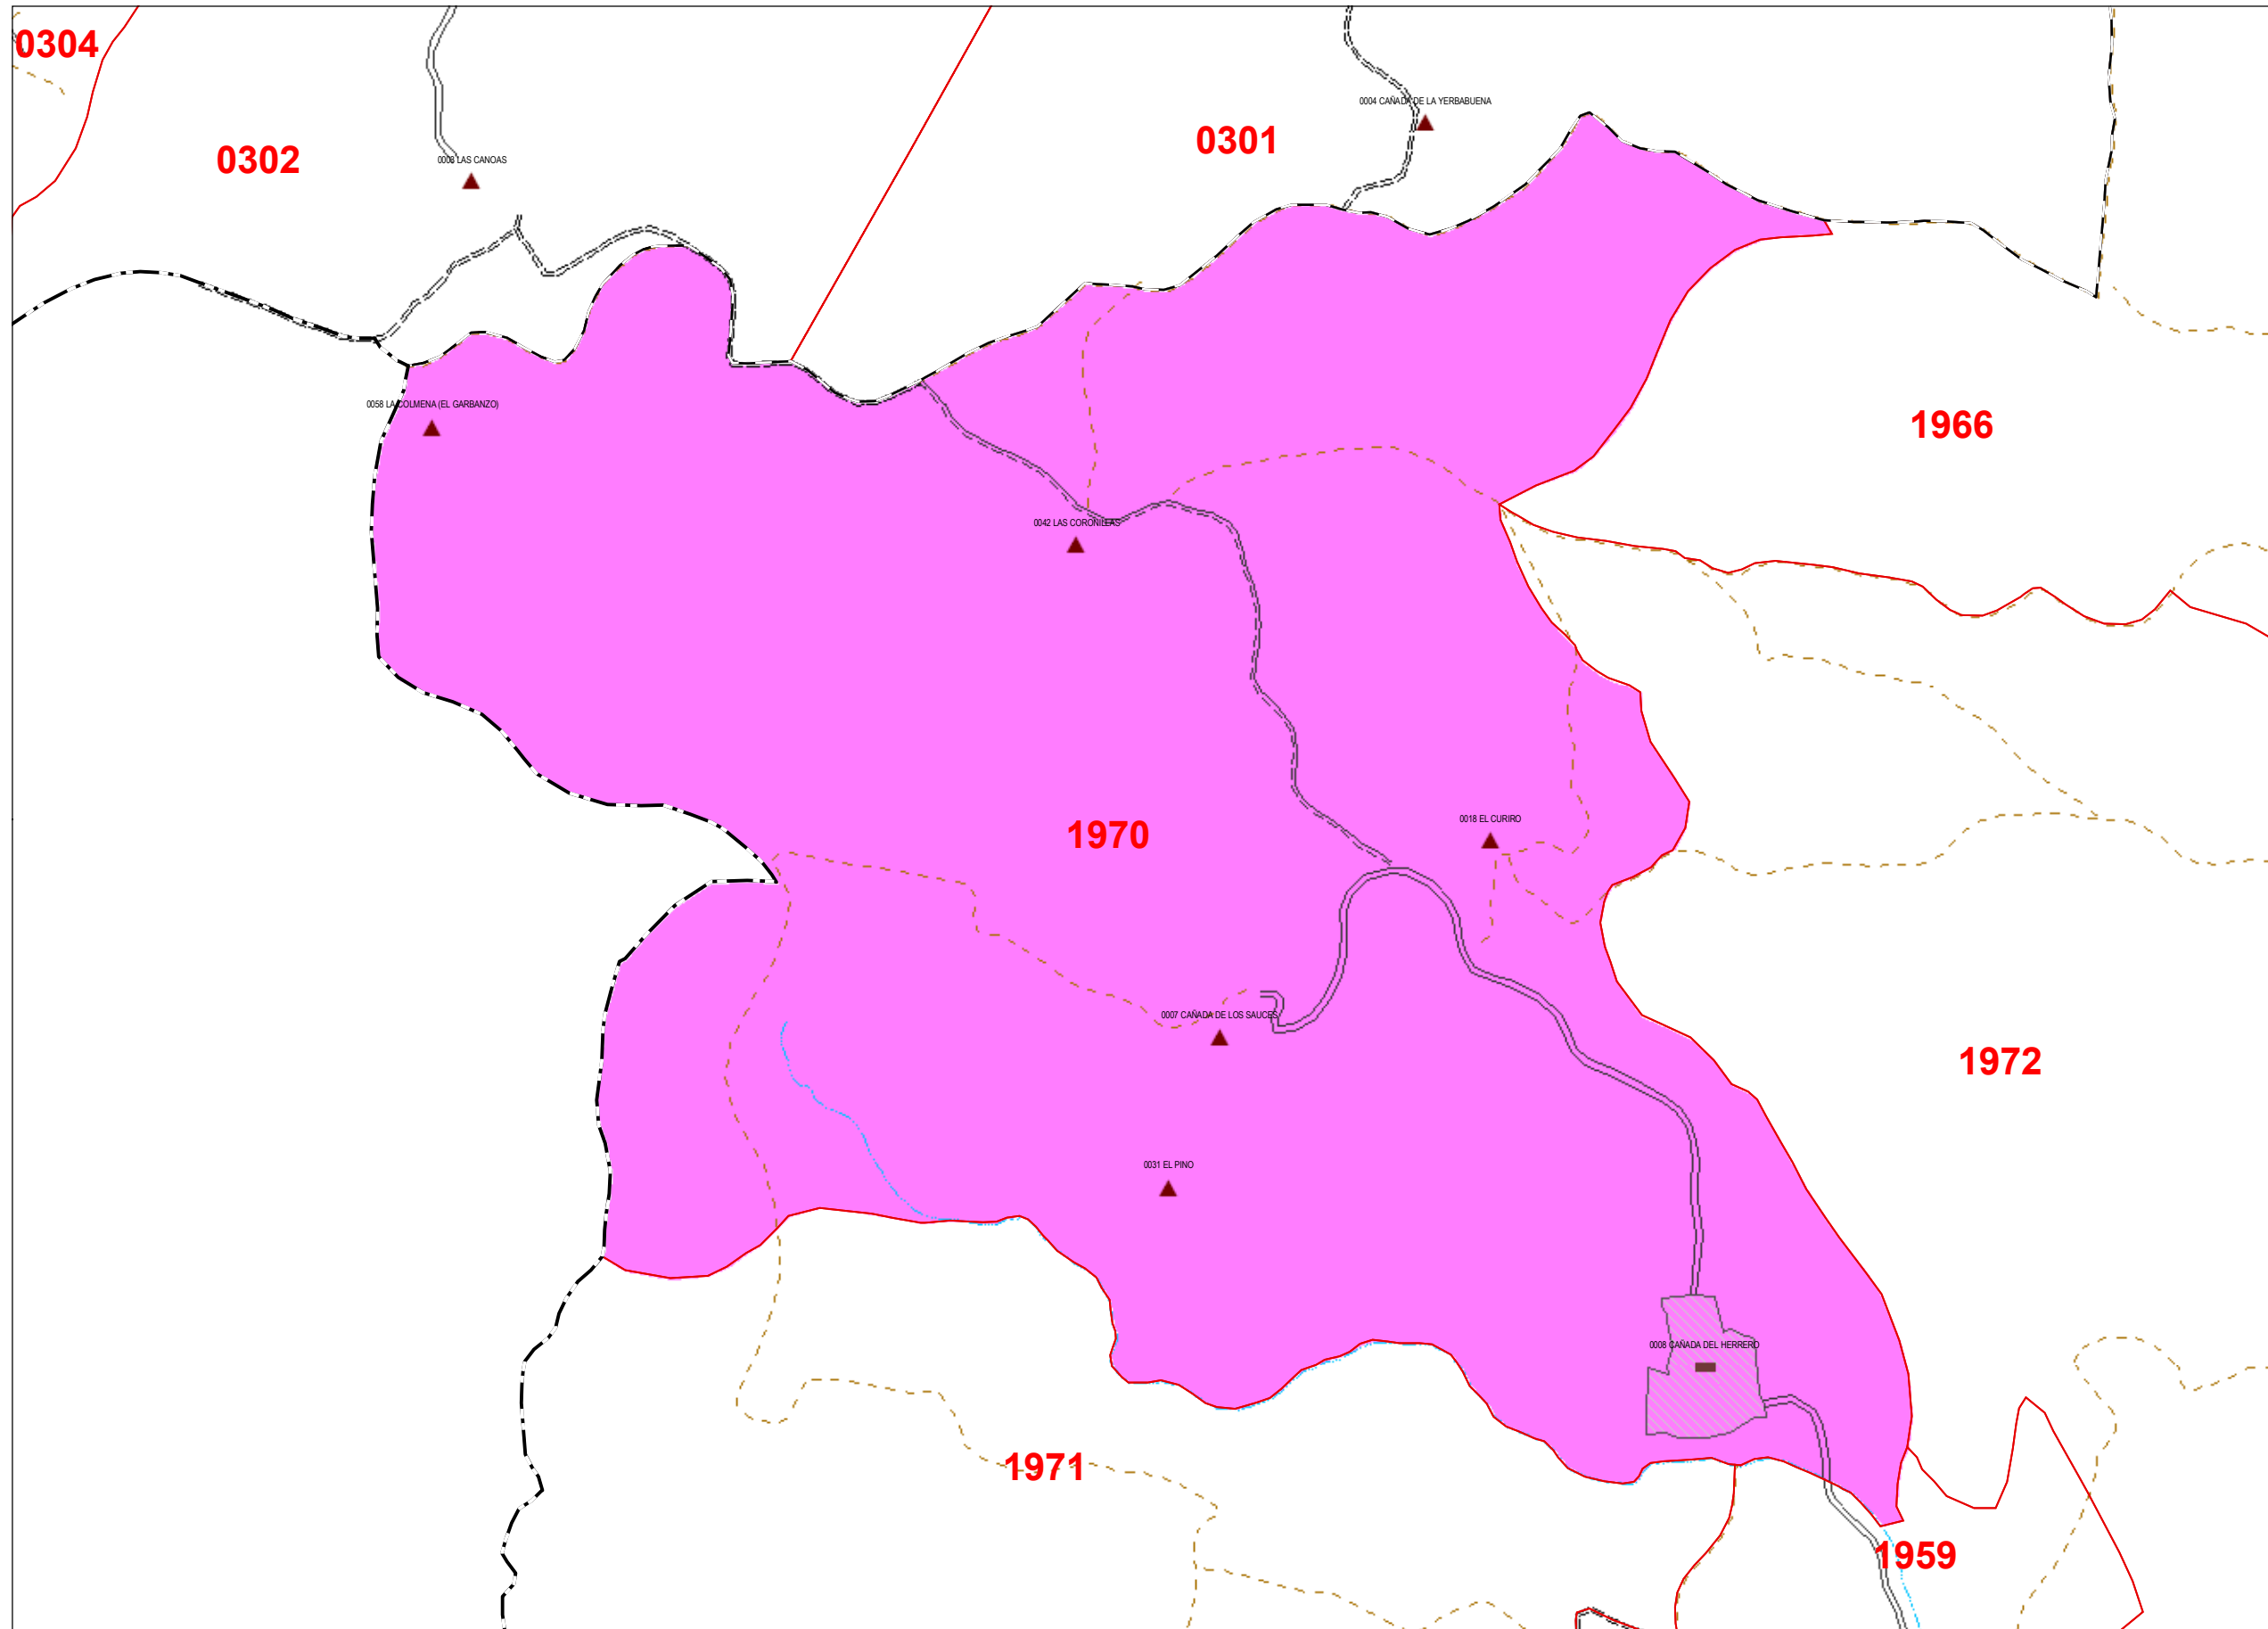 0304
0004 CAÑADA DE LA YERBABUENA
0301
0302
0003 LAS CANOAS
0058 LA COLMENA (EL GARBANZO)
1966
0042 LAS CORONILLAS
1970
0018 EL CURIRO
0007 CAÑADA DE LOS SAUCES
1972
0031 EL PINO
0008 CAÑADA DEL HERRERO
1971
1959